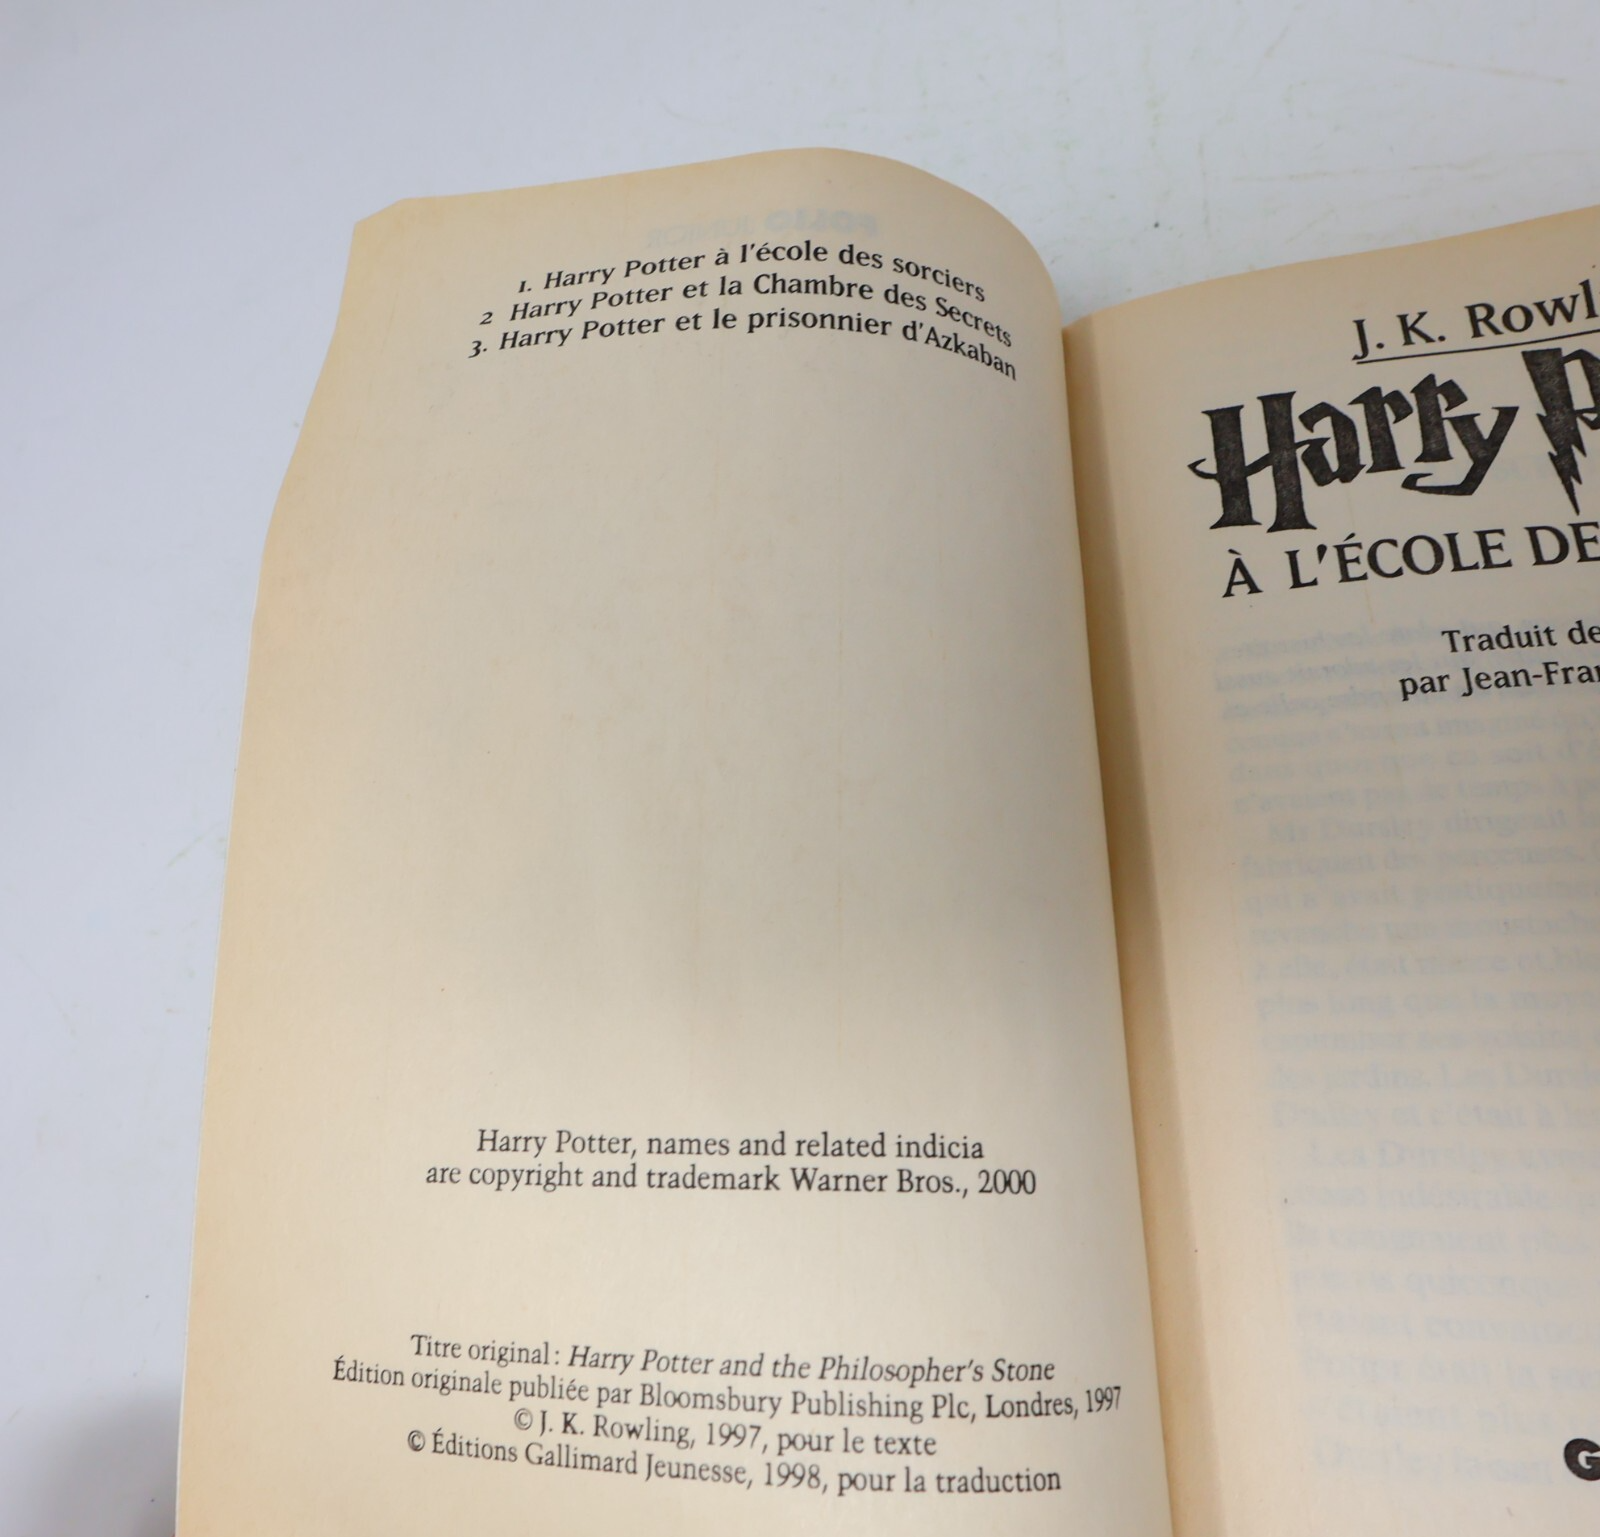 1. Harry Potter à l'école des sorciers
2 Harry Potter et la Chambre des Secrets
3. Harry Potter et le prisonnier d'Azkaban
Harry Potter, names and related indicia
are copyright and trademark Warner Bros., 2000
Titre original : Harry Potter and the Philosopher's Stone
Édition originale publiée par Bloomsbury Publishing Plc, Londres, 1997
© J. K. Rowling, 1997, pour le texte
© Éditions Gallimard Jeunesse, 1998, pour la traduction
J. K. Rowl
Harry P
À L'ÉCOLE DE
Traduit de
par Jean-Fran
G